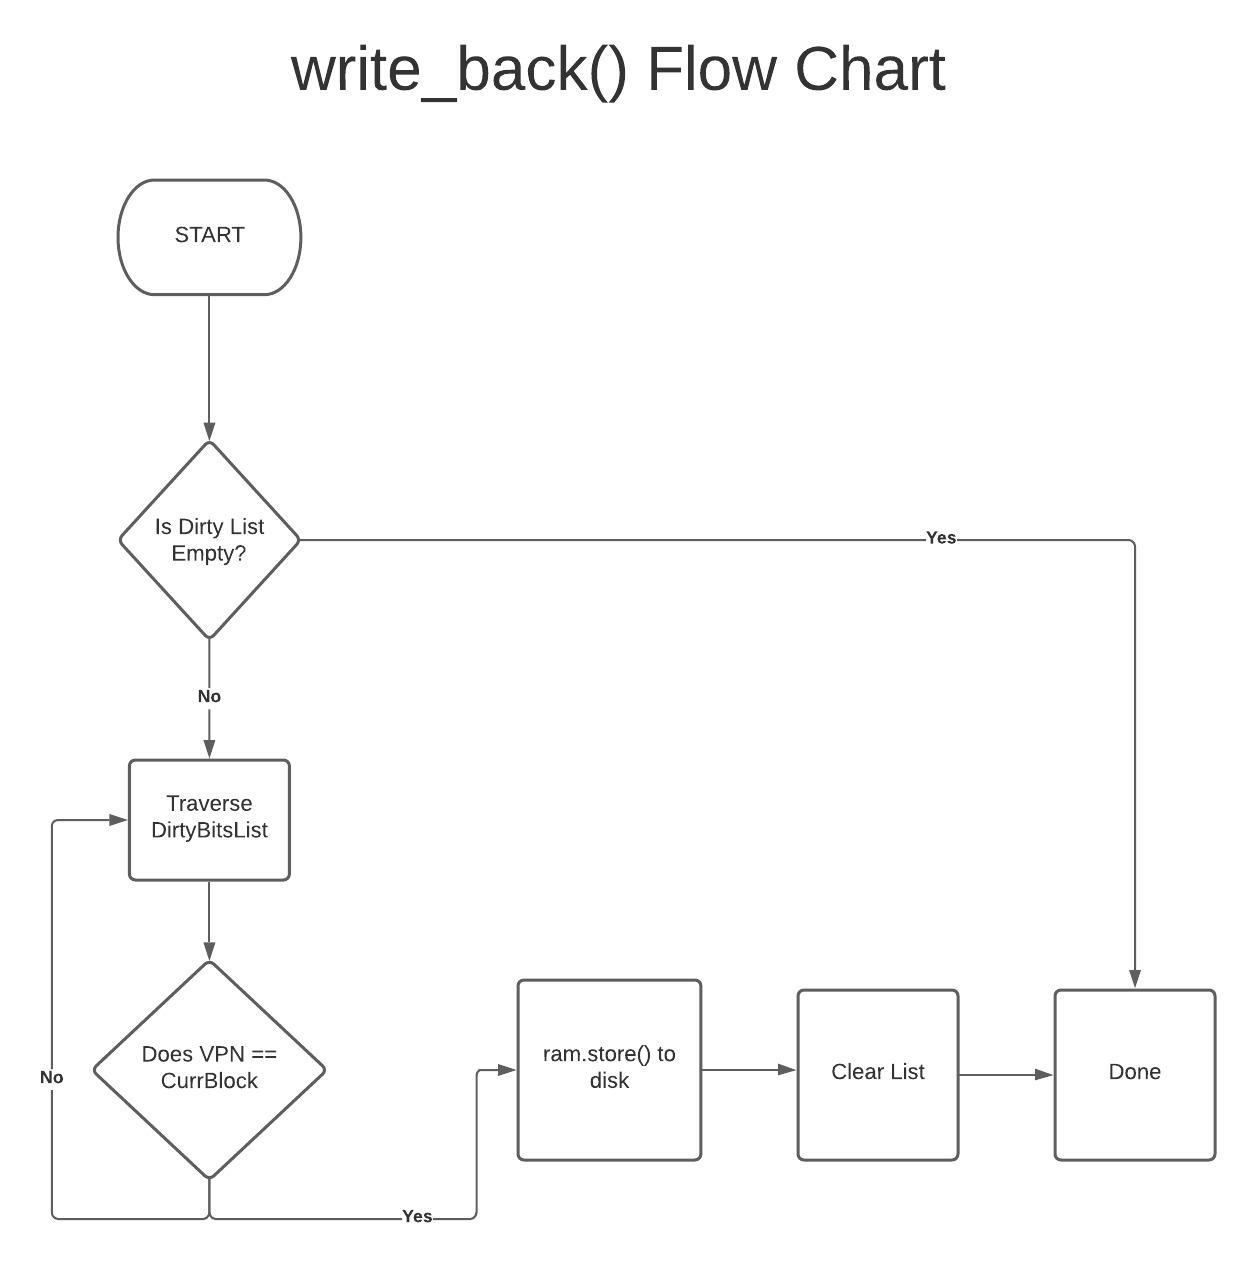 write_back() Flow Chart
START
Is Dirty List
Empty?
Yes
No
Traverse
DirtyBitsList
Does VPN ==
CurrBlock
No
Yes
ram.store() to
disk
Clear List
Done